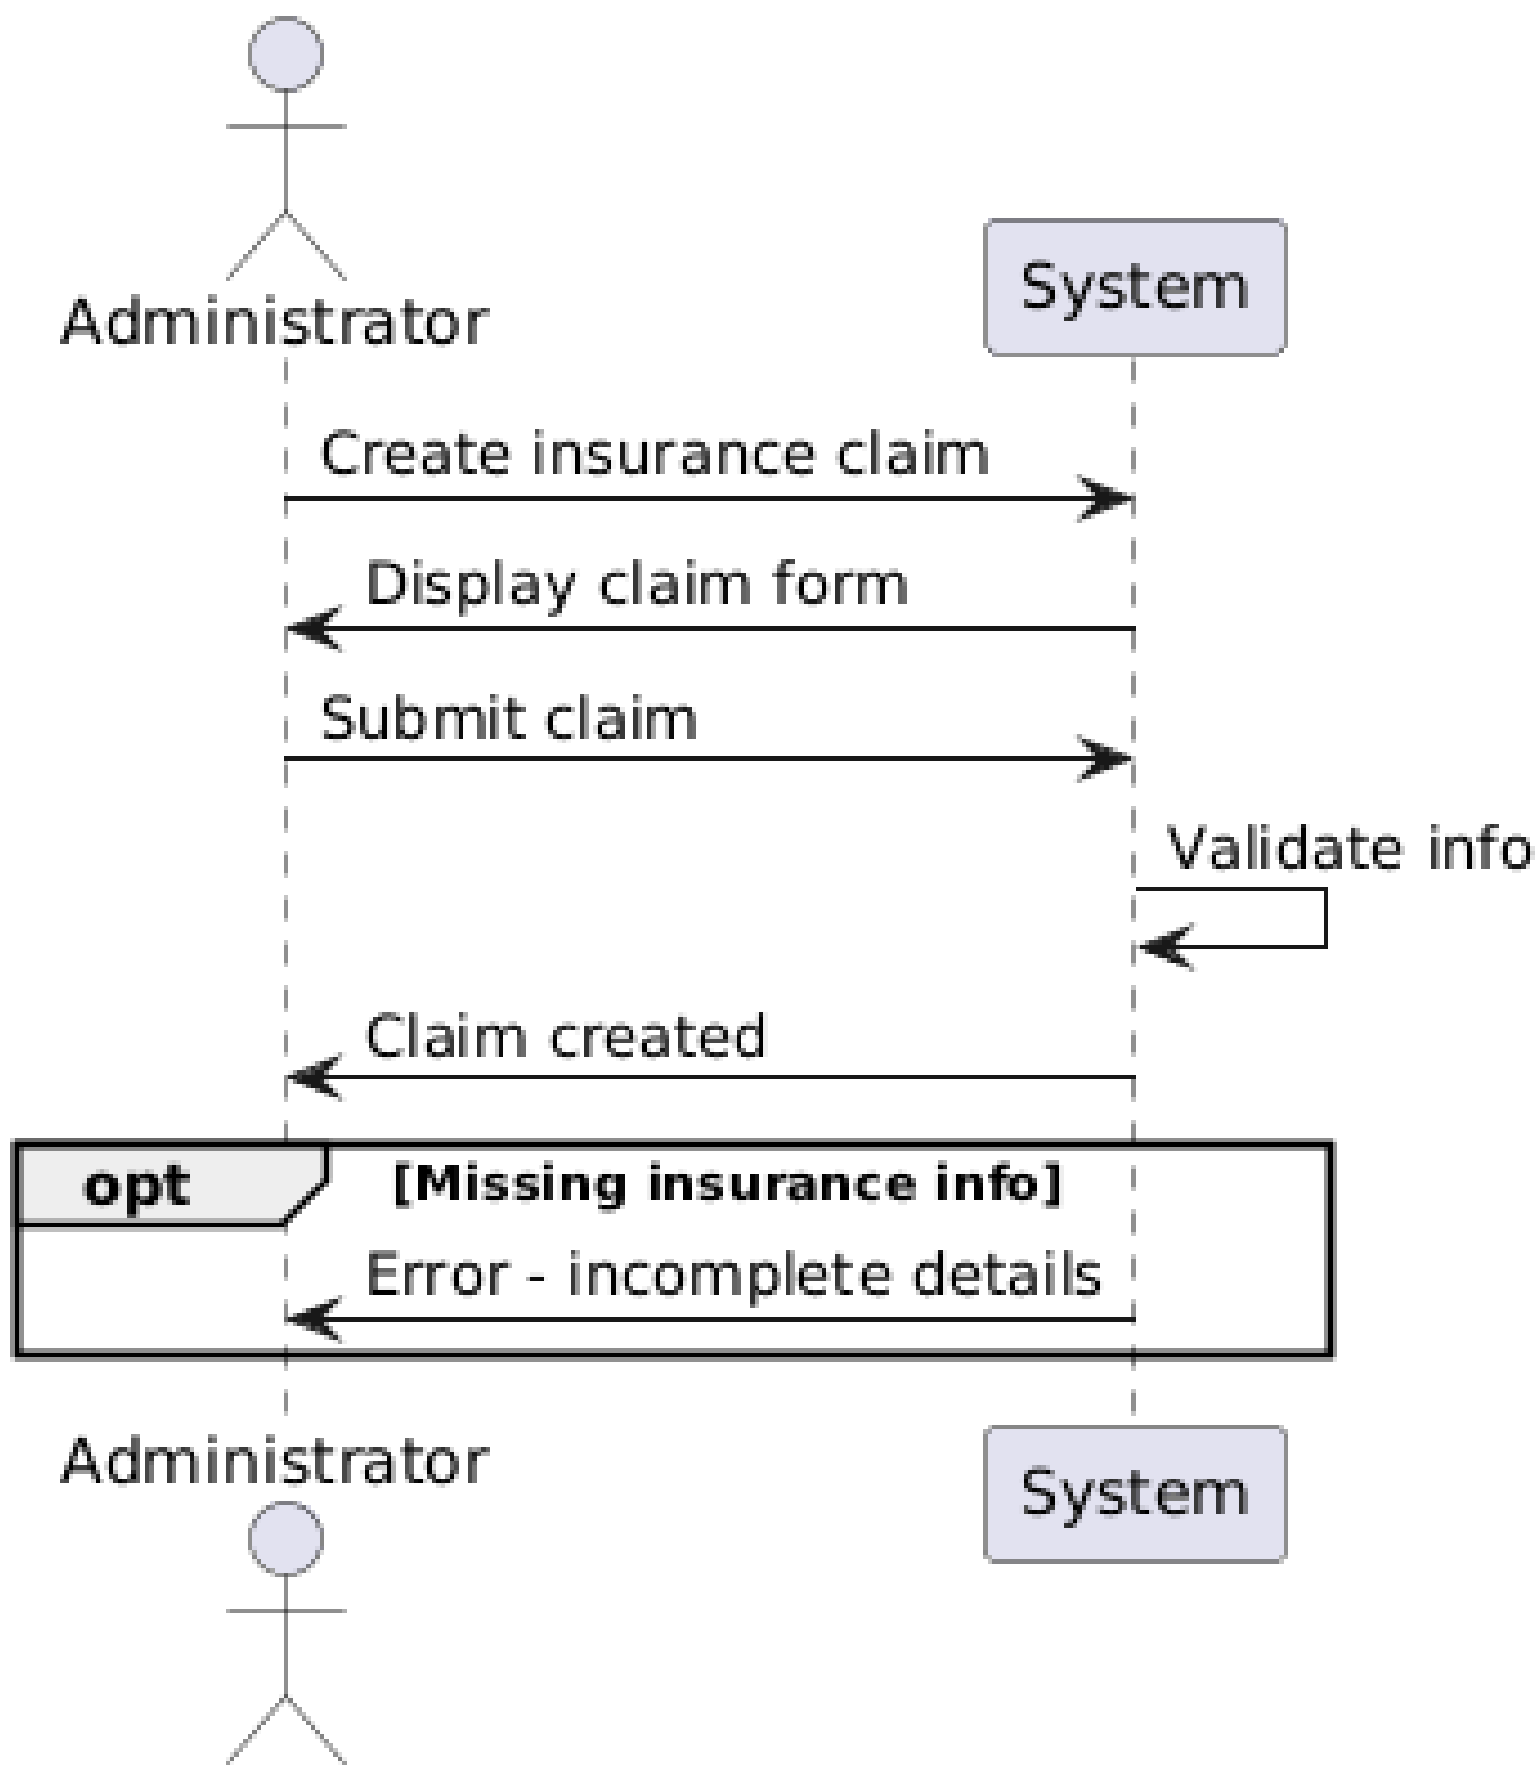 Administrator
System
Create insurance claim
Display claim form
Submit claim
Validate info
Claim created
opt [Missing insurance info]
Error - incomplete details
Administrator
System